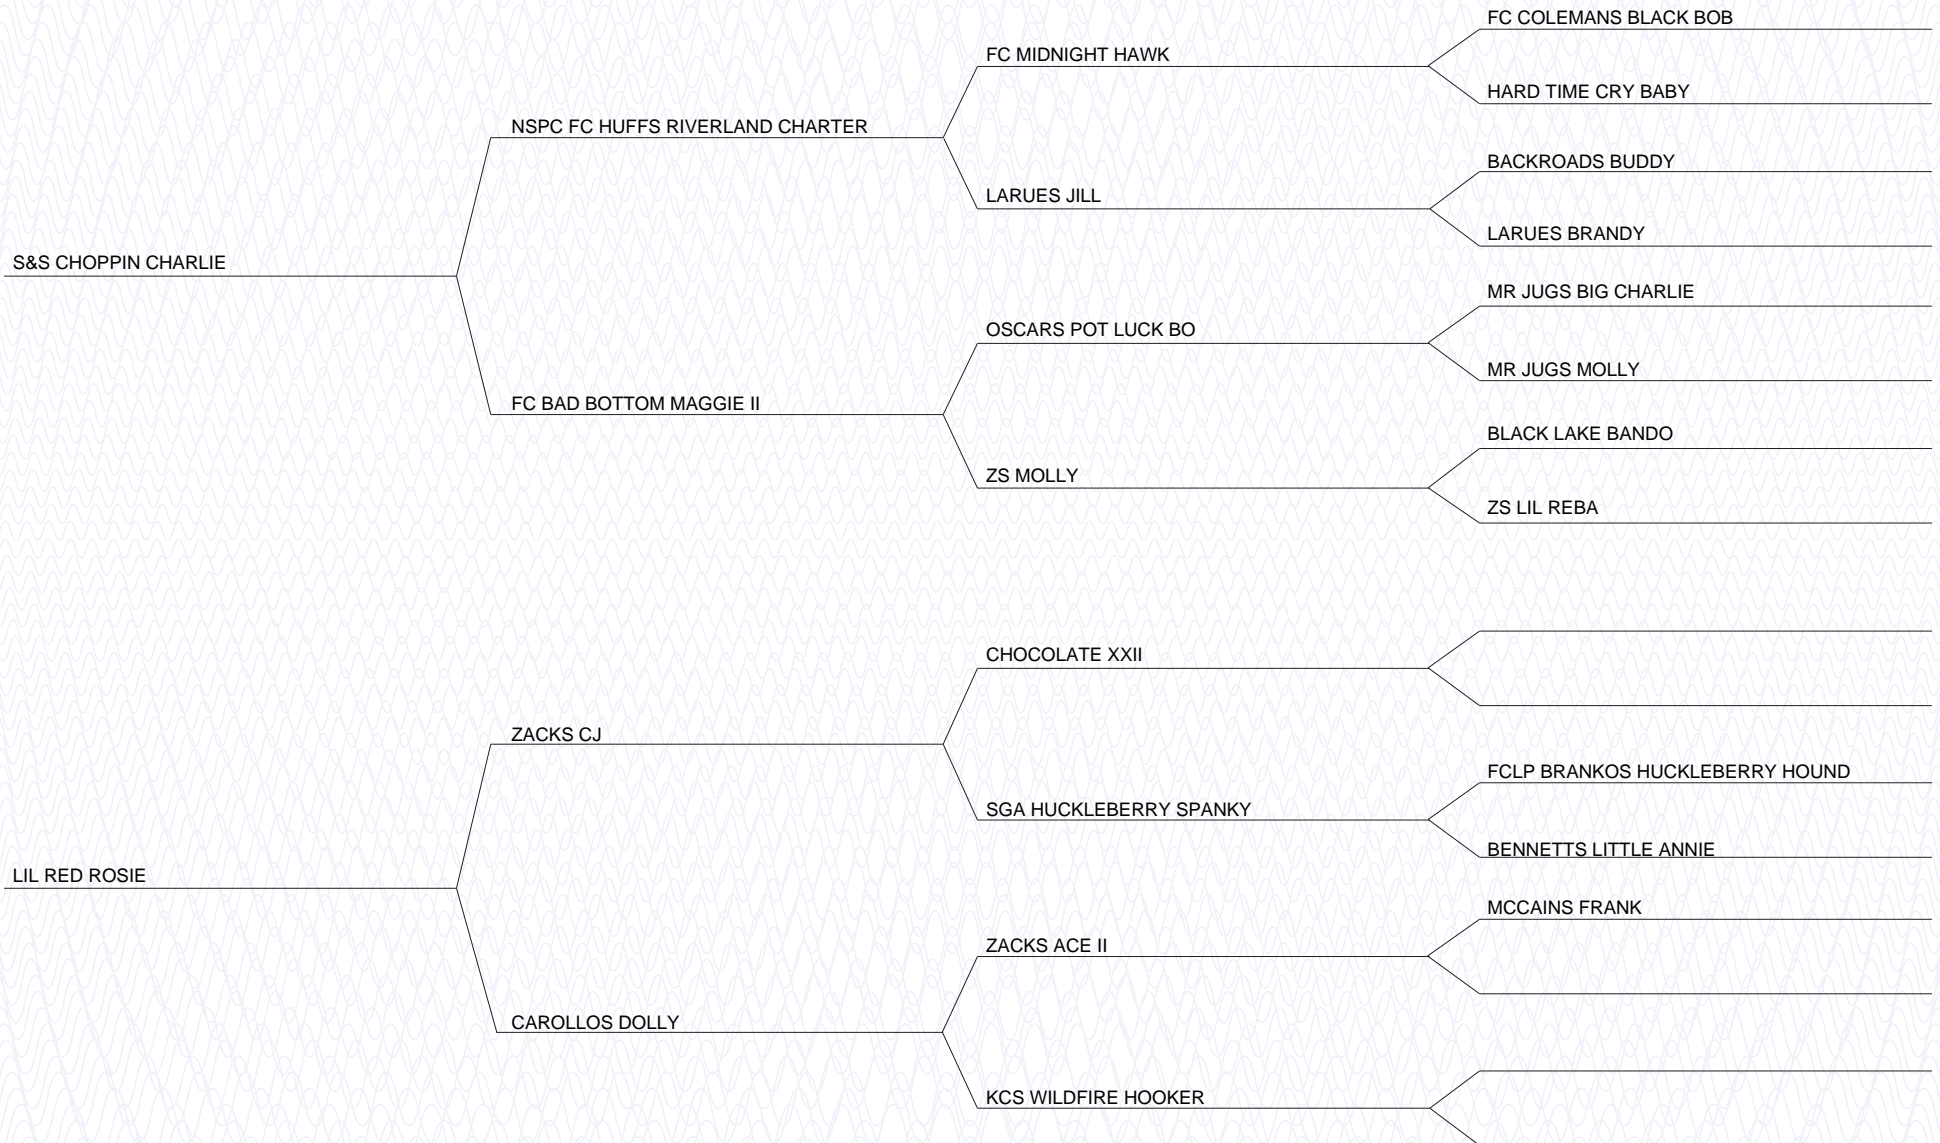 FC COLEMANS BLACK BOB
FC MIDNIGHT HAWK
HARD TIME CRY BABY
NSPC FC HUFFS RIVERLAND CHARTER
BACKROADS BUDDY
LARUES JILL
LARUES BRANDY
S&S CHOPPIN CHARLIE
MR JUGS BIG CHARLIE
OSCARS POT LUCK BO
MR JUGS MOLLY
FC BAD BOTTOM MAGGIE II
BLACK LAKE BANDO
ZS MOLLY
ZS LIL REBA
CHOCOLATE XXII
ZACKS CJ
FCLP BRANKOS HUCKLEBERRY HOUND
SGA HUCKLEBERRY SPANKY
BENNETTS LITTLE ANNIE
LIL RED ROSIE
MCCAINS FRANK
ZACKS ACE II
CAROLLOS DOLLY
KCS WILDFIRE HOOKER